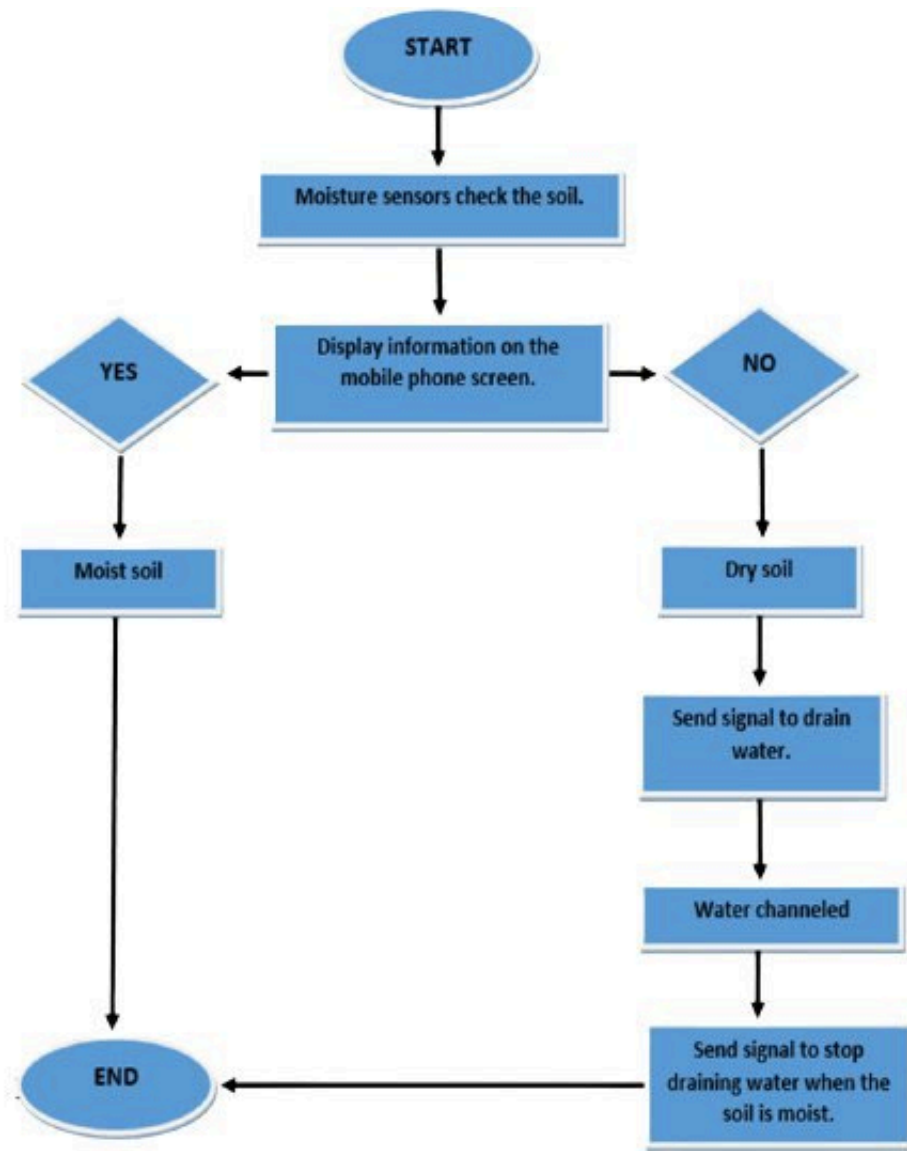 START
Moisture sensors check the soil.
Display information on the
mobile phone screen.
YES
NO
Moist soil
Dry soil
Send signal to drain
water.
Water channeled
Send signal to stop
draining water when the
soil is moist.
END